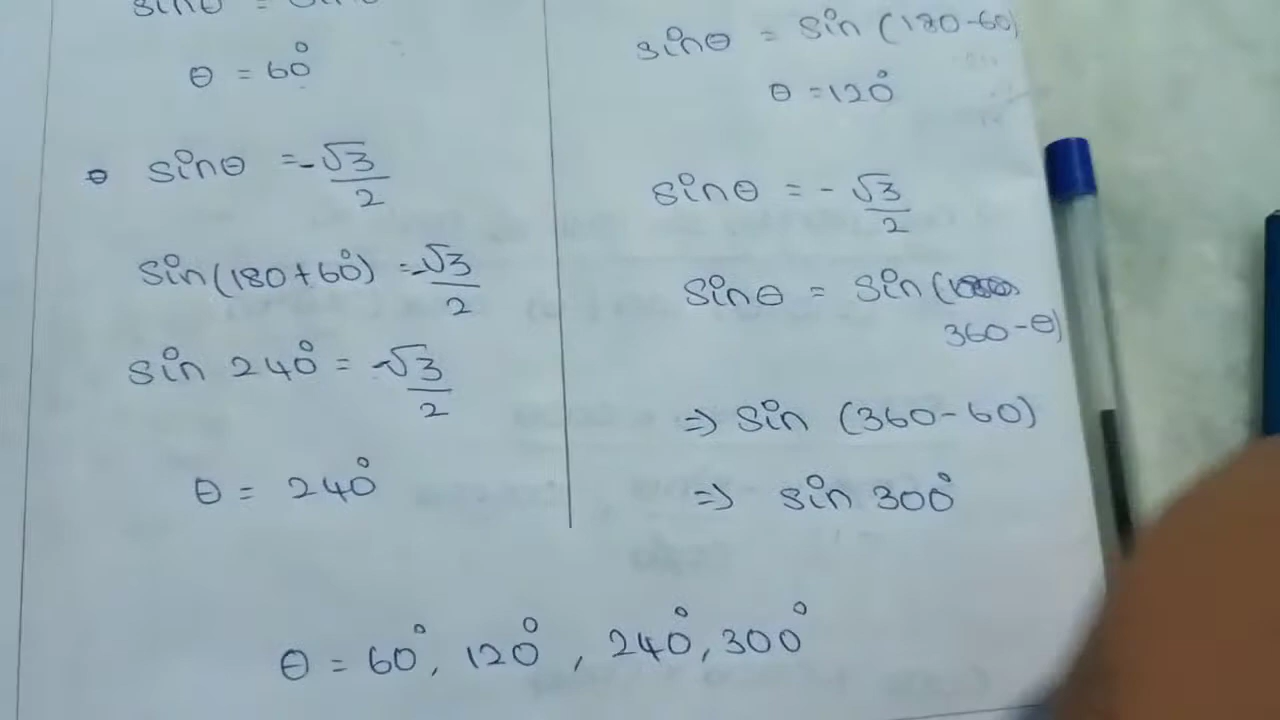 sinθ =
θ = 60°
θ sinθ = -√3/2
sin(180+60°) = -√3/2
sin 240° = -√3/2
θ = 240°
sinθ = sin (180-60)
θ = 120°
sinθ = - √3/2
sinθ = sin (
360-θ)
⇒ sin (360-60)
⇒ sin 300°
θ = 60°, 120°, 240°, 300°